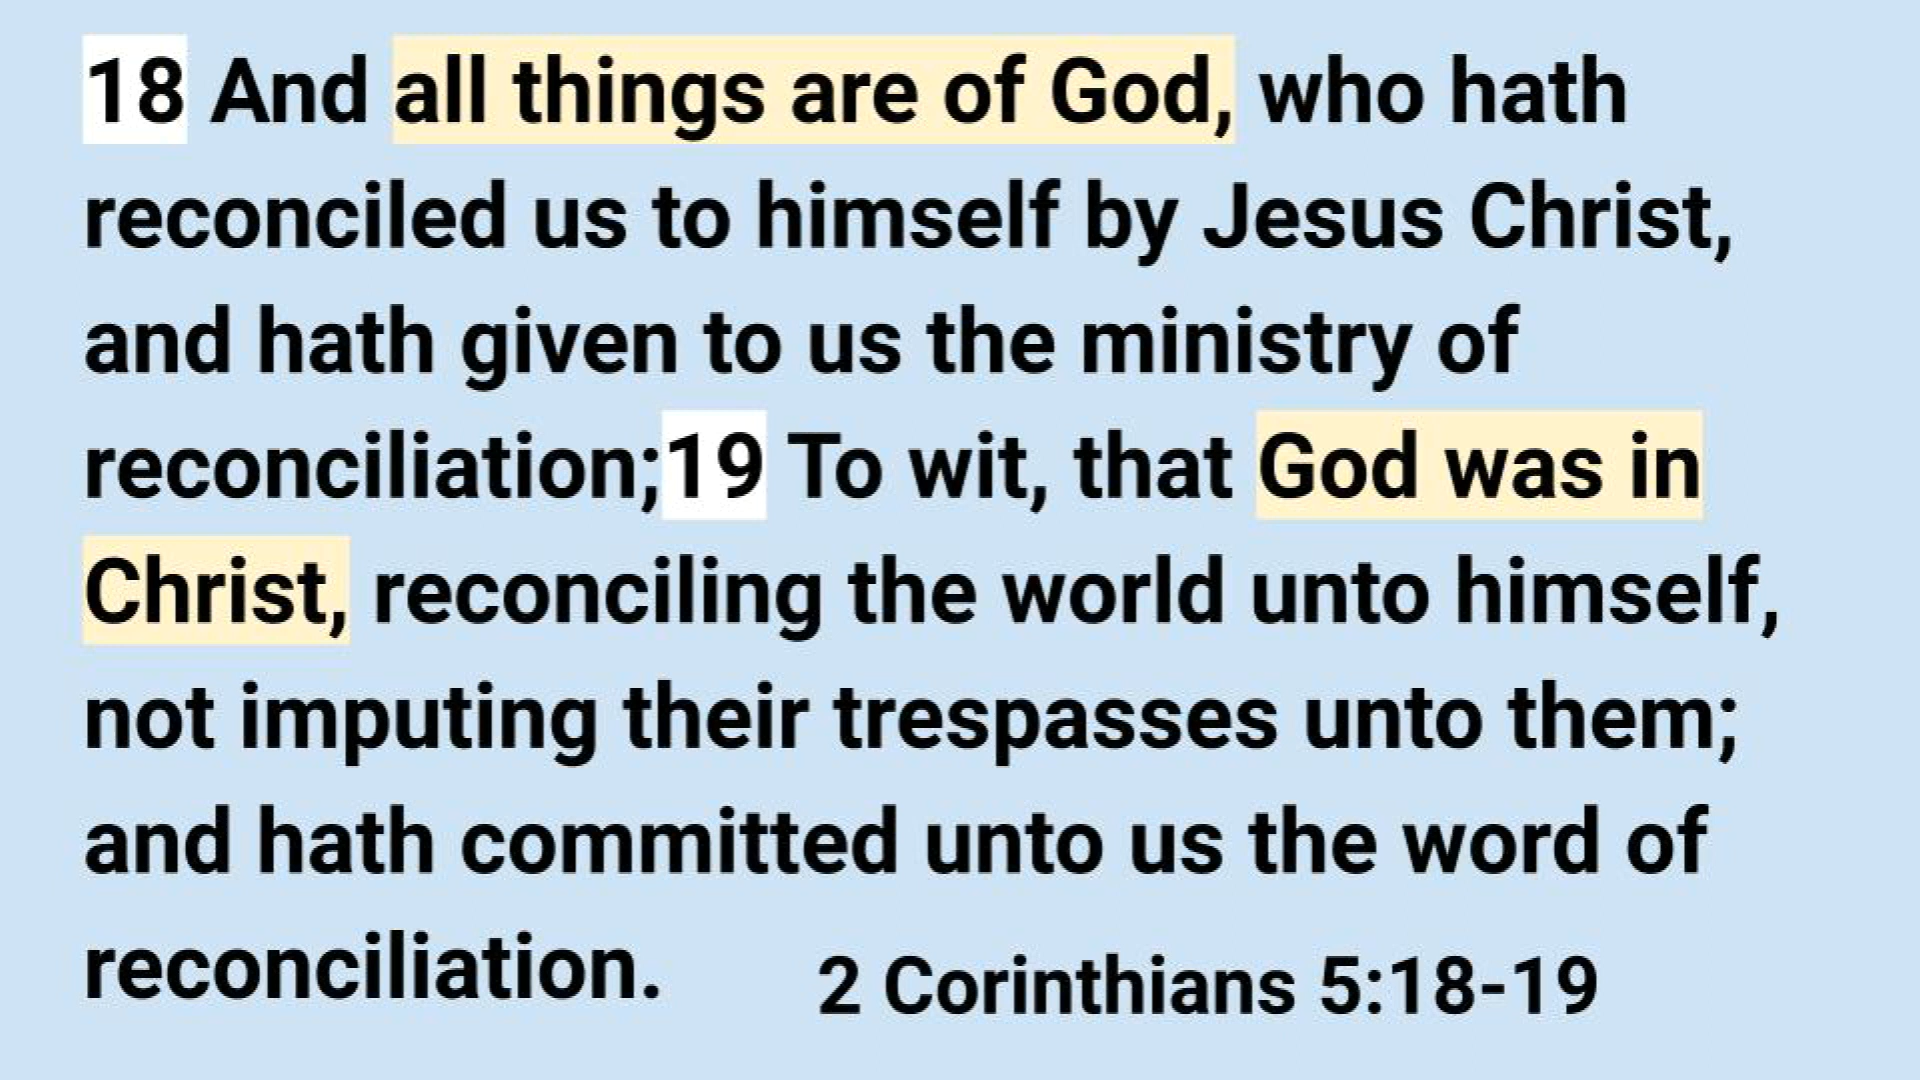 18 And all things are of God, who hath
reconciled us to himself by Jesus Christ,
and hath given to us the ministry of
reconciliation;19 To wit, that God was in
Christ, reconciling the world unto himself,
not imputing their trespasses unto them;
and hath committed unto us the word of
reconciliation.
2 Corinthians 5:18-19